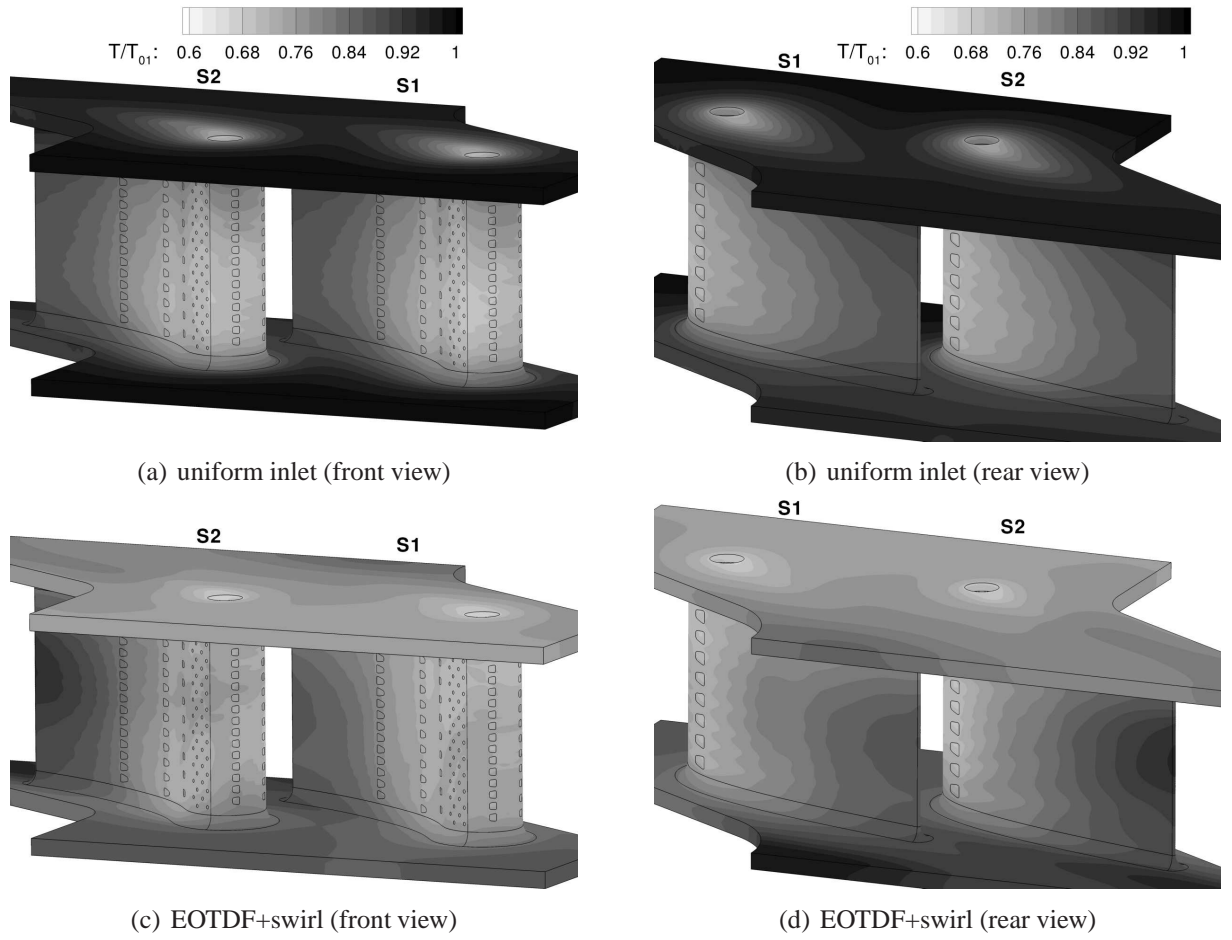 T/T01: 0.6 0.68 0.76 0.84 0.92 1
S2 S1
(a) uniform inlet (front view)
T/T01: 0.6 0.68 0.76 0.84 0.92 1
S1 S2
(b) uniform inlet (rear view)
S2 S1
(c) EOTDF+swirl (front view)
S1 S2
(d) EOTDF+swirl (rear view)